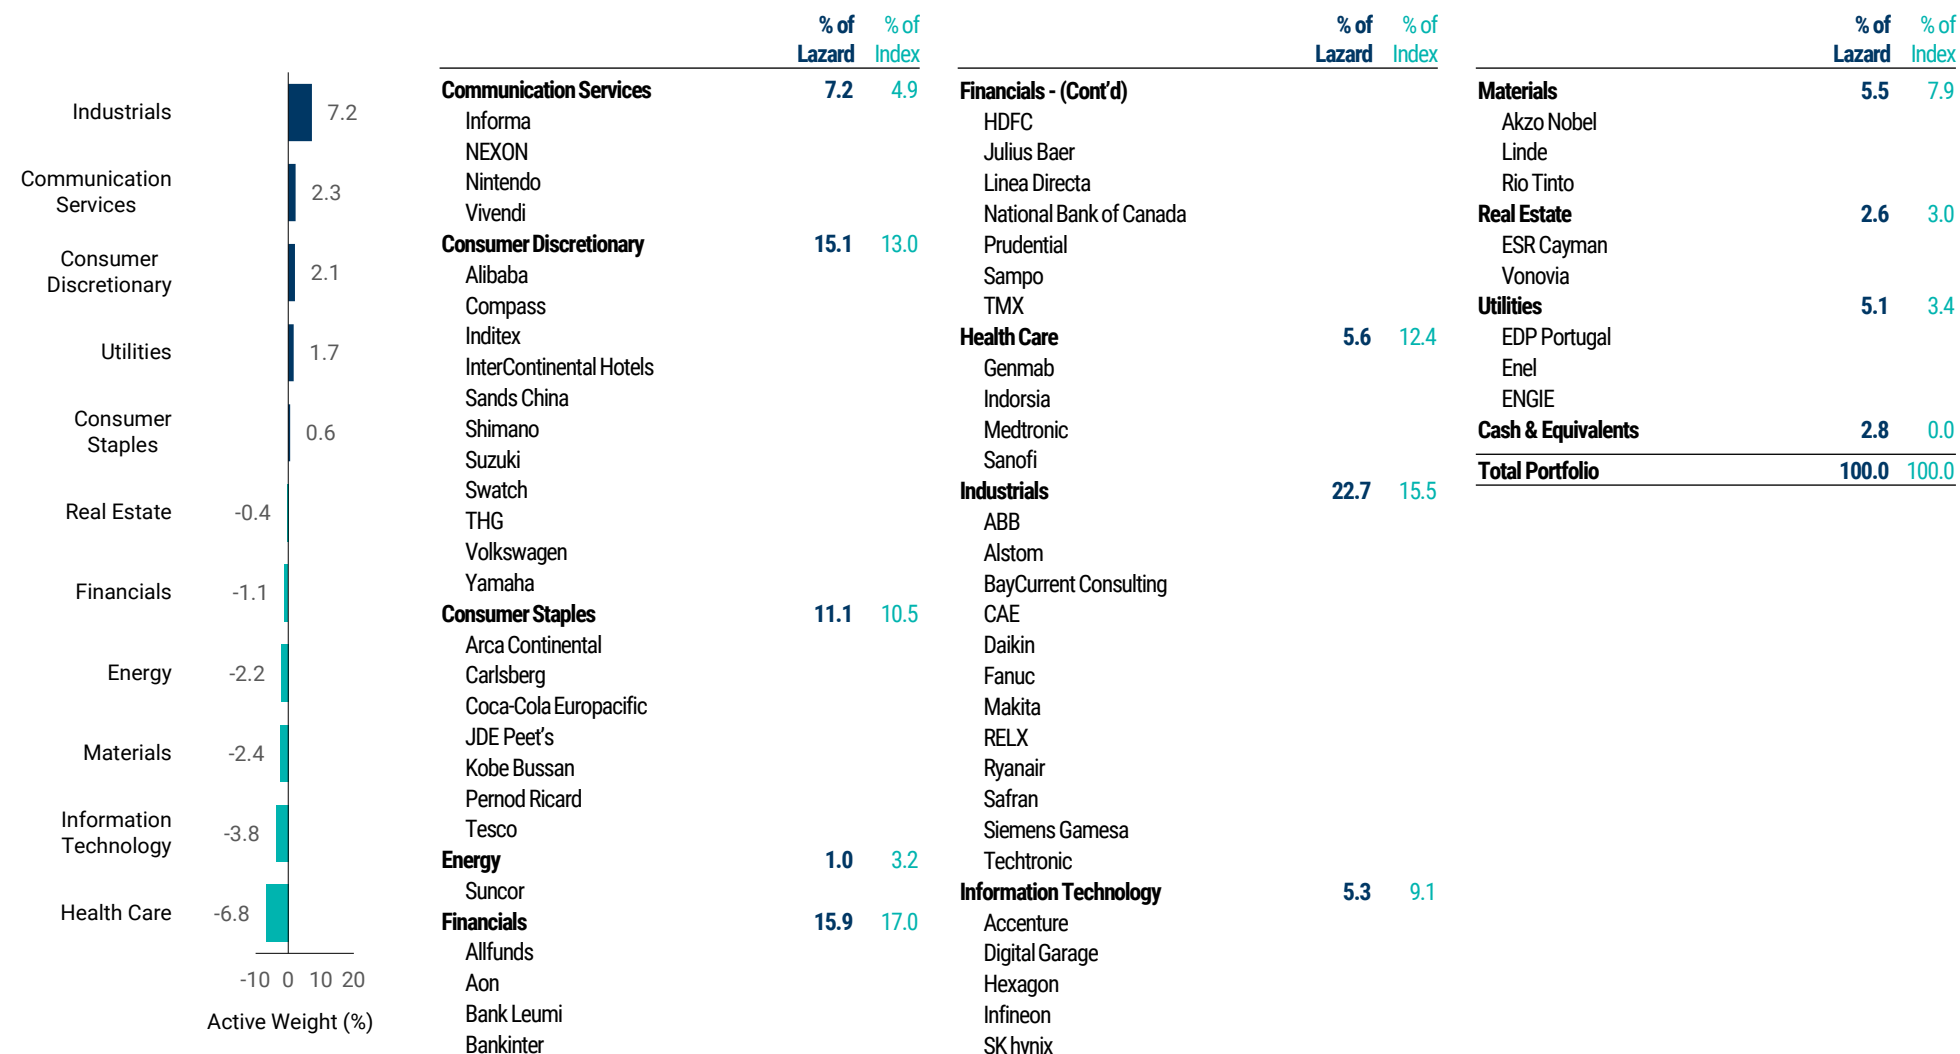 Industrials
7.2
Communication
Services
2.3
Consumer
Discretionary
2.1
Utilities
1.7
Consumer
Staples
0.6
Real Estate
-0.4
Financials
-1.1
Energy
-2.2
Materials
-2.4
Information
Technology
-3.8
Health Care
-6.8
-10 0 10 20
Active Weight (%)
% of % of
Lazard Index
Communication Services 7.2 4.9
Informa
NEXON
Nintendo
Vivendi
Consumer Discretionary 15.1 13.0
Alibaba
Compass
Inditex
InterContinental Hotels
Sands China
Shimano
Suzuki
Swatch
THG
Volkswagen
Yamaha
Consumer Staples 11.1 10.5
Arca Continental
Carlsberg
Coca-Cola Europacific
JDE Peet's
Kobe Bussan
Pernod Ricard
Tesco
Energy 1.0 3.2
Suncor
Financials 15.9 17.0
Allfunds
Aon
Bank Leumi
Bankinter
% of % of
Lazard Index
Financials - (Cont'd)
HDFC
Julius Baer
Linea Directa
National Bank of Canada
Prudential
Sampo
TMX
Health Care 5.6 12.4
Genmab
Indorsia
Medtronic
Sanofi
Industrials 22.7 15.5
ABB
Alstom
BayCurrent Consulting
CAE
Daikin
Fanuc
Makita
RELX
Ryanair
Safran
Siemens Gamesa
Techtronic
Information Technology 5.3 9.1
Accenture
Digital Garage
Hexagon
Infineon
SK hynix
% of % of
Lazard Index
Materials 5.5 7.9
Akzo Nobel
Linde
Rio Tinto
Real Estate 2.6 3.0
ESR Cayman
Vonovia
Utilities 5.1 3.4
EDP Portugal
Enel
ENGIE
Cash & Equivalents 2.8 0.0
Total Portfolio 100.0 100.0